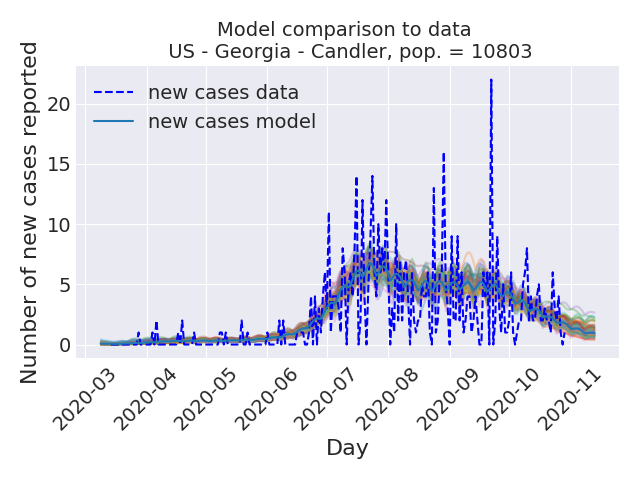 Model comparison to data
US - Georgia - Candler, pop. = 10803
Number of new cases reported
20
15
10
5
0
new cases data
new cases model
2020-03
2020-04
2020-05
2020-06
2020-07
2020-08
2020-09
2020-10
2020-11
Day